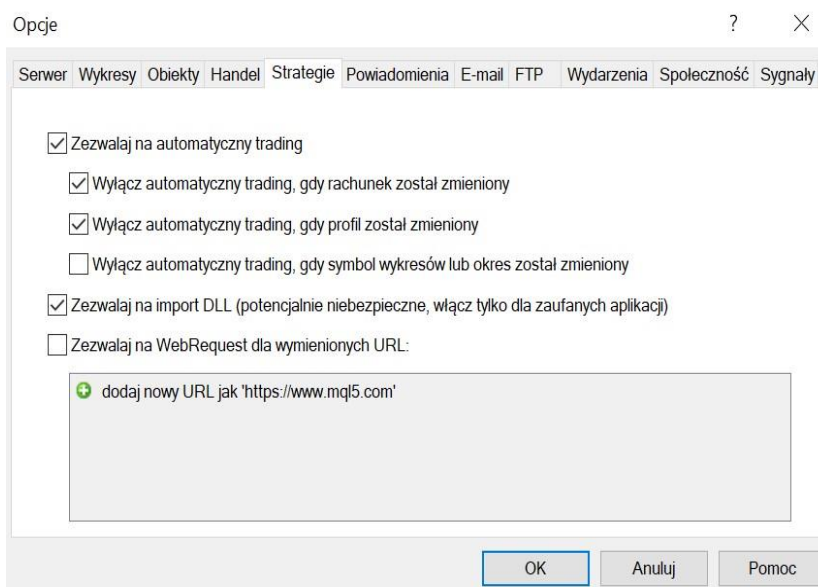 Opcje ?
Serwer Wykresy Obiekty Handel Strategie Powiadomienia E-mail FTP Wydarzenia Społeczność Sygnały
Zezwalaj na automatyczny trading
Wyłącz automatyczny trading, gdy rachunek został zmieniony
Wyłącz automatyczny trading, gdy profil został zmieniony
Wyłącz automatyczny trading, gdy symbol wykresów lub okres został zmieniony
Zezwalaj na import DLL (potencjalnie niebezpieczne, włącz tylko dla zaufanych aplikacji)
Zezwalaj na WebRequest dla wymienionych URL:
dodaj nowy URL jak 'https://www.mql5.com'
OK Anuluj Pomoc